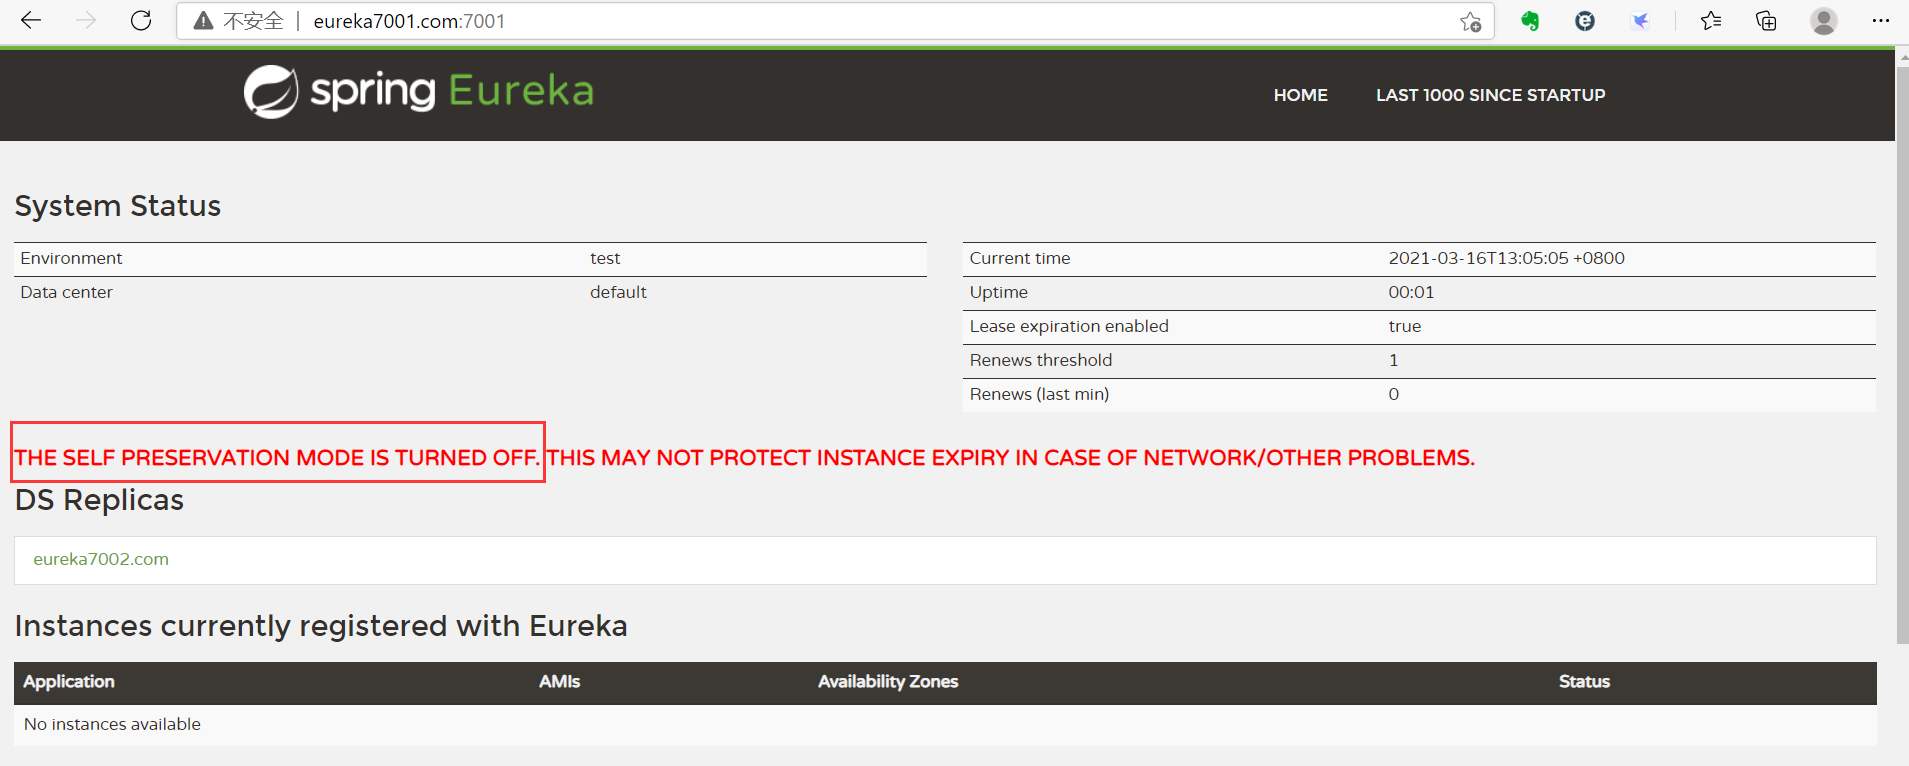 不安全 | eureka7001.com:7001
spring Eureka
HOME LAST 1000 SINCE STARTUP
System Status
Environment test
Data center default
Current time 2021-03-16T13:05:05 +0800
Uptime 00:01
Lease expiration enabled true
Renews threshold 1
Renews (last min) 0
THE SELF PRESERVATION MODE IS TURNED OFF. THIS MAY NOT PROTECT INSTANCE EXPIRY IN CASE OF NETWORK/OTHER PROBLEMS.
DS Replicas
eureka7002.com
Instances currently registered with Eureka
Application AMIs Availability Zones Status
No instances available